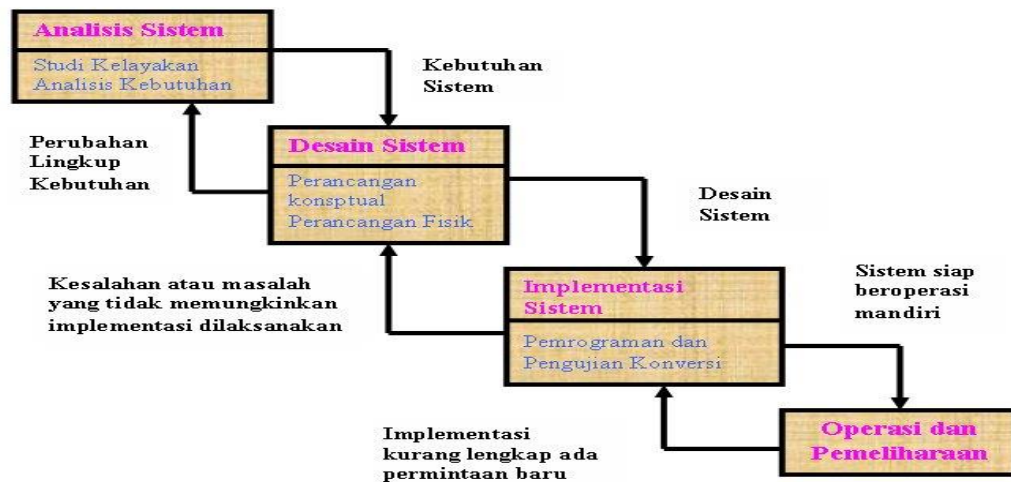 Analisis Sistem
Studi Kelayakan
Analisis Kebutuhan
Kebutuhan
Sistem
Perubahan
Lingkup
Kebutuhan
Desain Sistem
Perancangan
konsptual
Perancangan Fisik
Desain
Sistem
Kesalahan atau masalah
yang tidak memungkinkan
implementasi dilaksanakan
Implementasi
Sistem
Pemrograman dan
Pengujian Konversi
Sistem siap
beroperasi
mandiri
Implementasi
kurang lengkap ada
permintaan baru
Operasi dan
Pemeliharaan